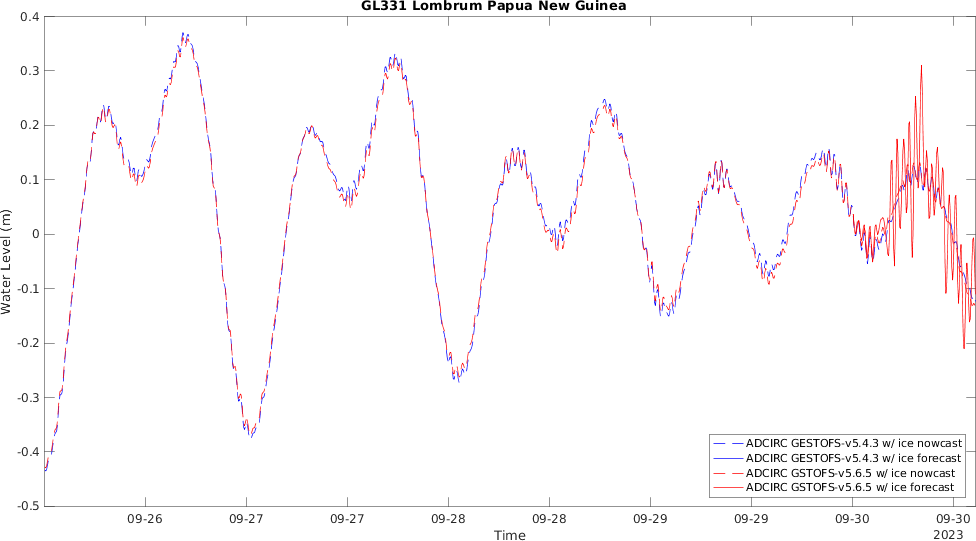 GL331 Lombrum Papua New Guinea
0.4
0.3
0.2
0.1
0
-0.1
-0.2
-0.3
-0.4
-0.5
Water Level (m)
ADCIRC GESTOFS-v5.4.3 w/ ice nowcast
ADCIRC GESTOFS-v5.4.3 w/ ice forecast
ADCIRC GSTOFS-v5.6.5 w/ ice nowcast
ADCIRC GSTOFS-v5.6.5 w/ ice forecast
09-26 09-27 09-27 09-28 09-28 09-29 09-29 09-30 09-30
2023
Time